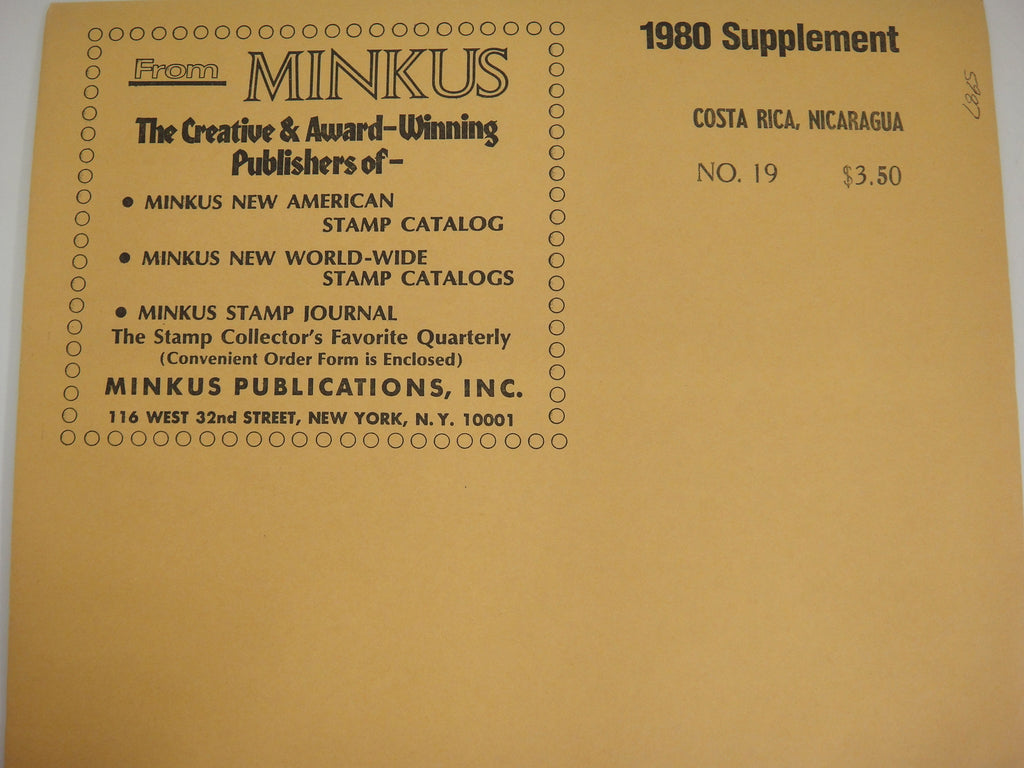 From MINKUS
The Creative & Award-Winning
Publishers of-
• MINKUS NEW AMERICAN
STAMP CATALOG
• MINKUS NEW WORLD-WIDE
STAMP CATALOGS
• MINKUS STAMP JOURNAL
The Stamp Collector's Favorite Quarterly
(Convenient Order Form is Enclosed)
MINKUS PUBLICATIONS, INC.
116 WEST 32nd STREET, NEW YORK, N.Y. 10001
1980 Supplement
COSTA RICA, NICARAGUA
NO. 19 $3.50